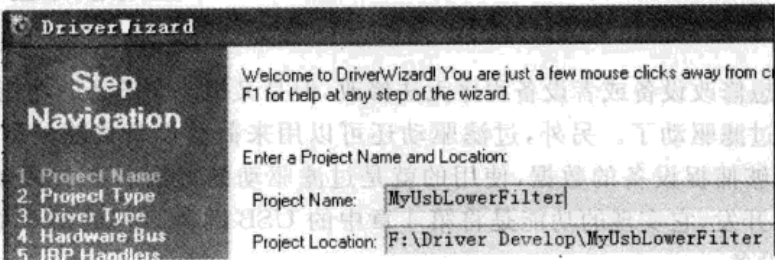 DriverWizard
Step
Navigation
1. Project Name
2. Project Type
3. Driver Type
4. Hardware Bus
5. IRP Handlers
Welcome to DriverWizard! You are just a few mouse clicks away from
F1 for help at any step of the wizard.
Enter a Project Name and Location:
Project Name: MyUsbLowerFilter
Project Location: F:\Driver Develop\MyUsbLowerFilter